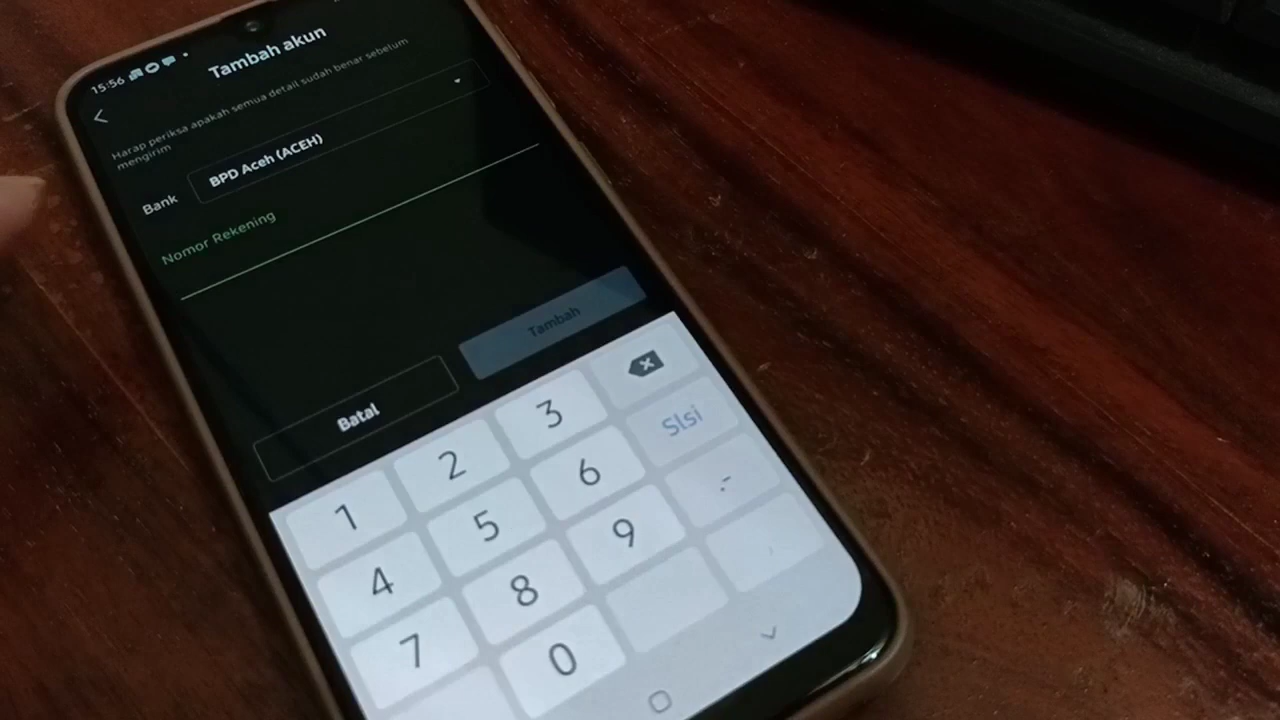 15:56
Tambah akun
Harap periksa apakah semua detail sudah benar sebelum
mengirim
Bank
BPD Aceh (ACEH)
Nomor Rekening
Batal
Tambah
1 2 3
4 5 6 Slsi
7 8 9 .-
0 ,